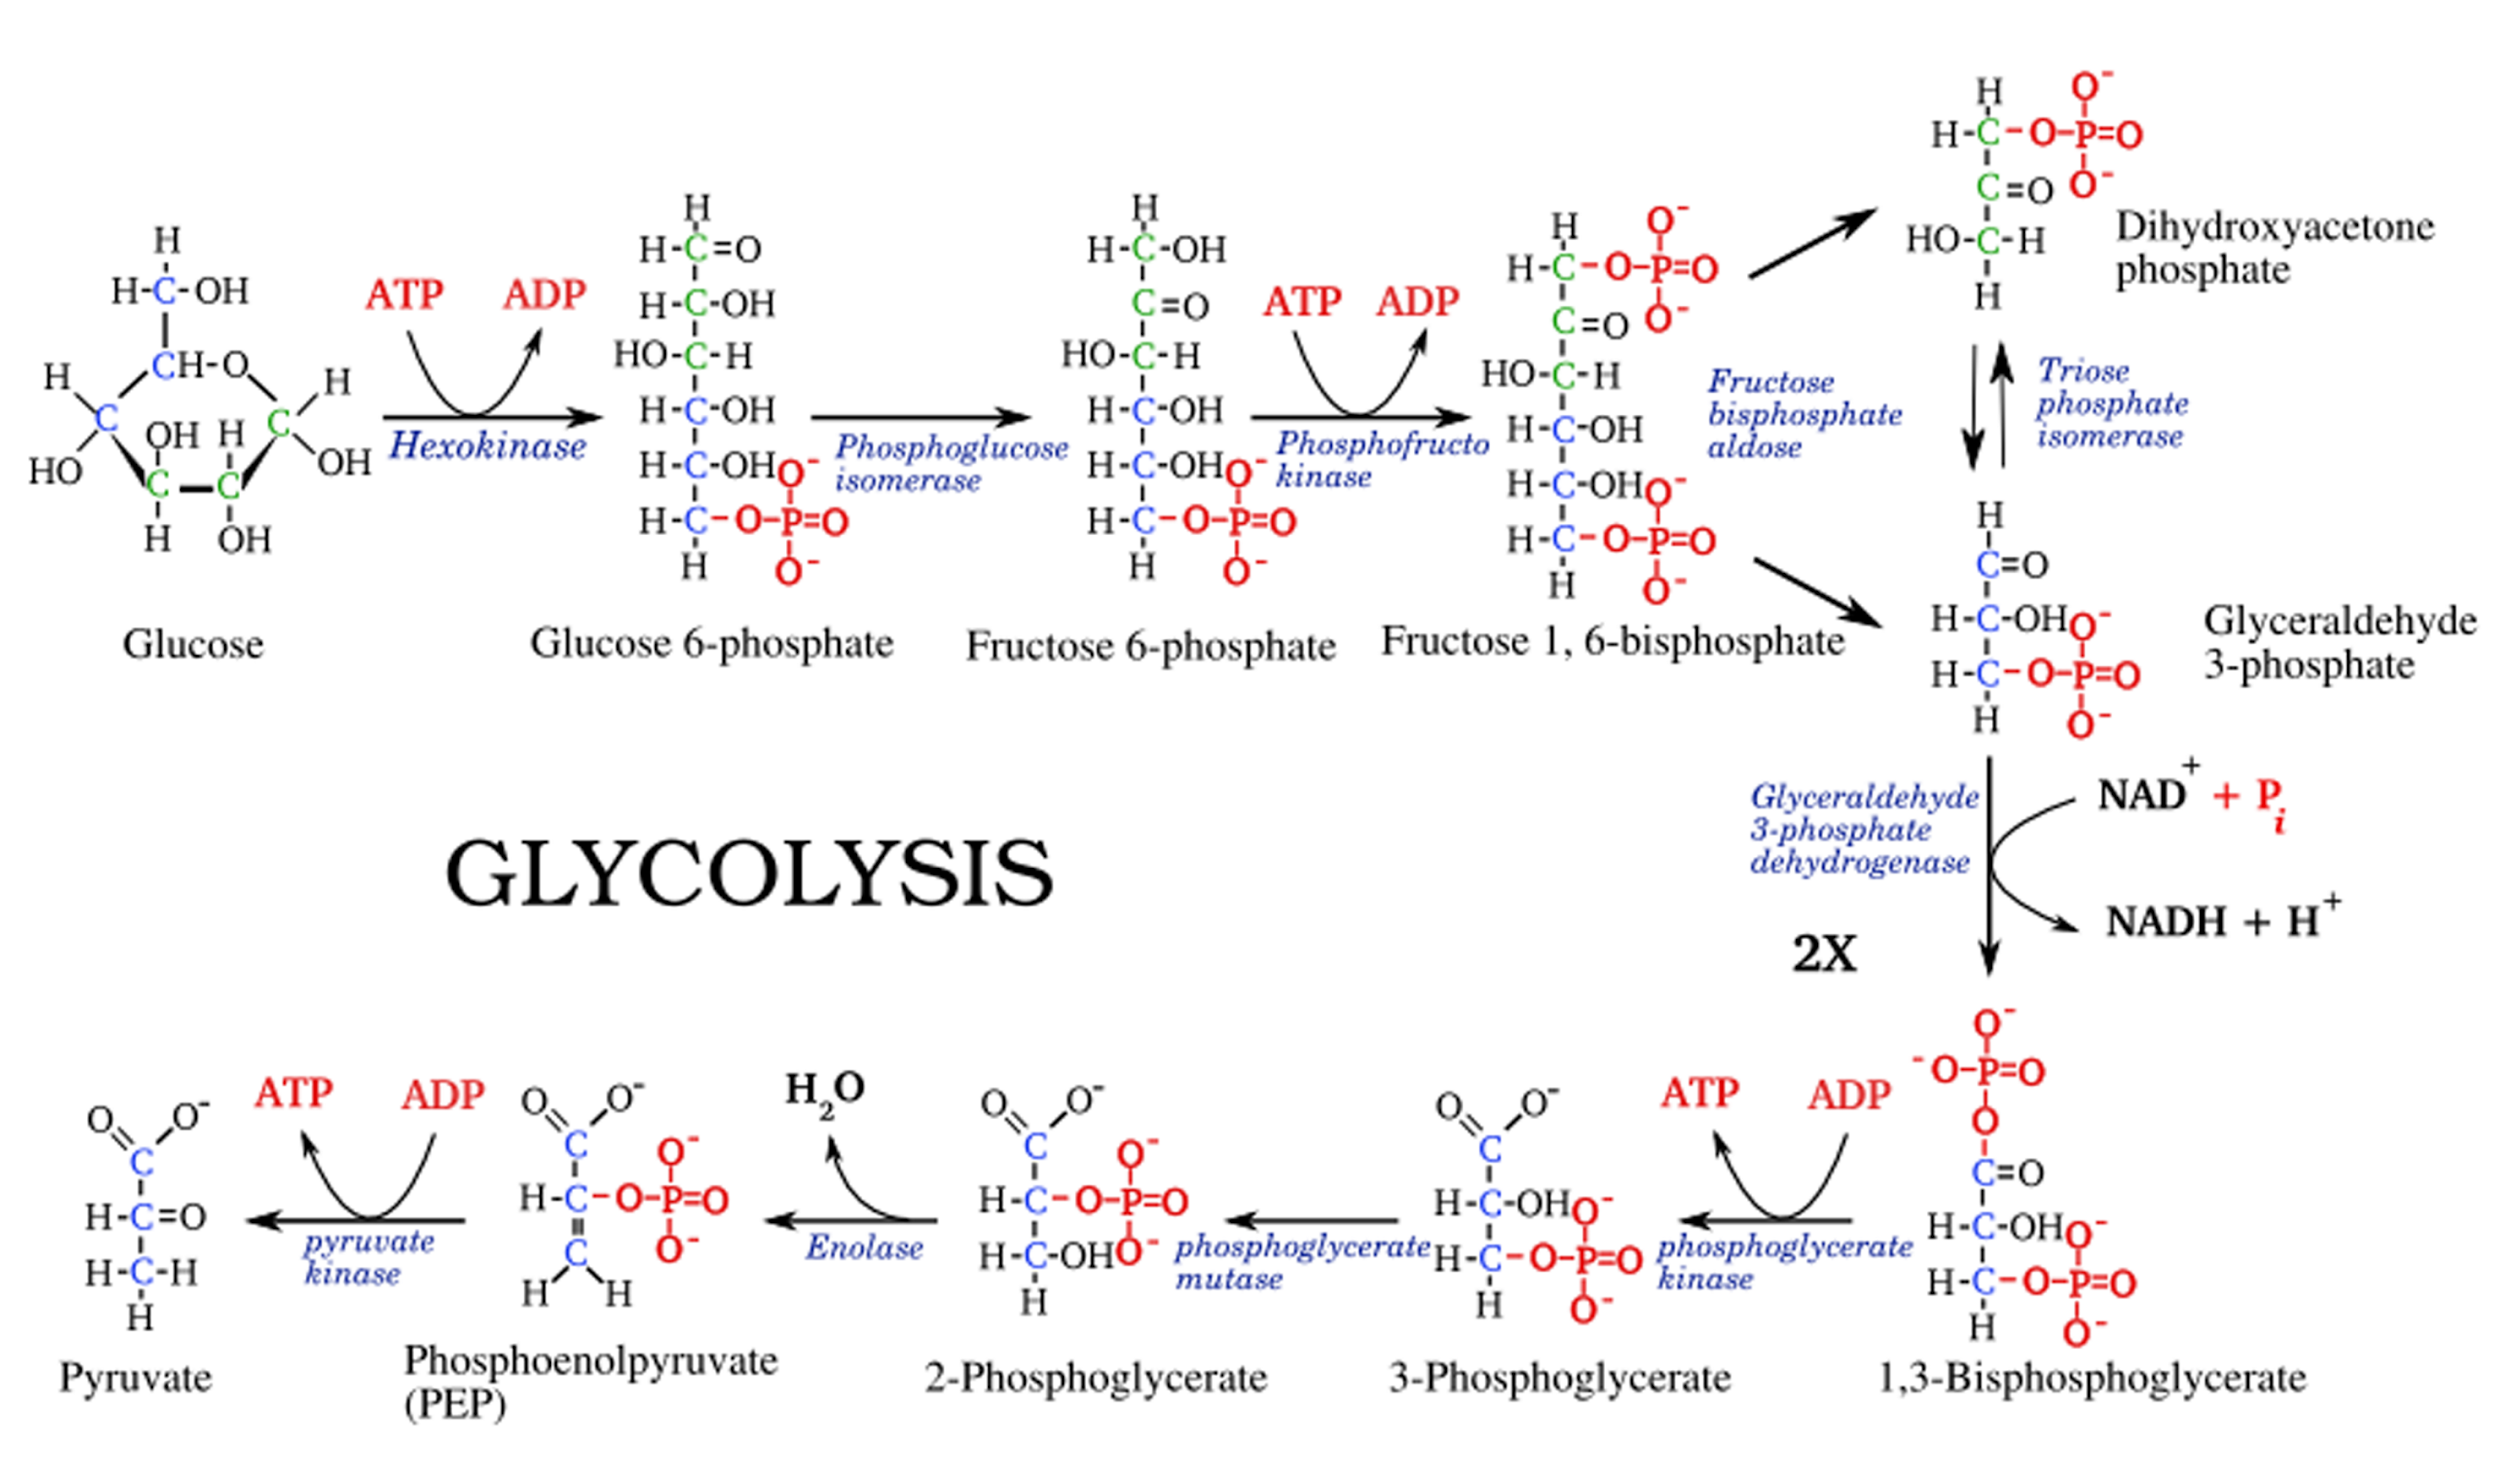 ATP ADP
Hexokinase
Glucose
Glucose 6-phosphate
Phosphoglucose
isomerase
Fructose 6-phosphate
ATP ADP
Phosphofructo
kinase
Fructose 1, 6-bisphosphate
Fructose
bisphosphate
aldose
Dihydroxyacetone
phosphate
Triose
phosphate
isomerase
Glyceraldehyde
3-phosphate
Glyceraldehyde
3-phosphate
dehydrogenase
NAD+ + Pi
NADH + H+
2X
GLYCOLYSIS
1,3-Bisphosphoglycerate
ATP ADP
phosphoglycerate
kinase
3-Phosphoglycerate
phosphoglycerate
mutase
2-Phosphoglycerate
H2O
Enolase
Phosphoenolpyruvate
(PEP)
ATP ADP
pyruvate
kinase
Pyruvate